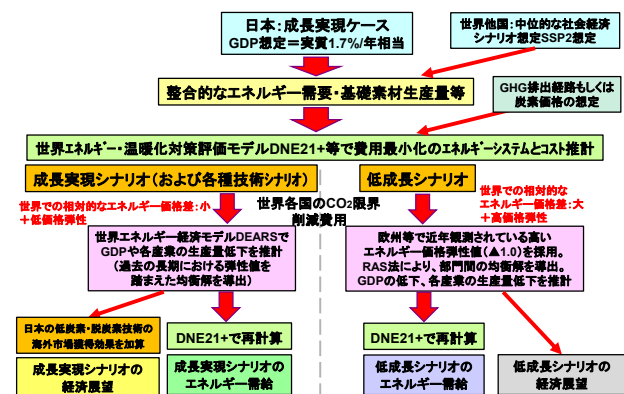 日本：成長実現ケース
GDP想定＝実質1.7%/年相当
世界他国：中位的な社会経済
シナリオ想定SSP2想定
整合的なエネルギー需要・基礎素材生産量等
GHG排出経路もしくは
炭素価格の想定
世界エネルギー・温暖化対策評価モデルDNE21+等で費用最小化のエネルギーシステムとコスト推計
成長実現シナリオ（および各種技術シナリオ）
低成長シナリオ
世界での相対的なエネルギー価格差：小
＋低価格弾性
世界各国のCO2限界
削減費用
世界での相対的な
エネルギー価格差：大
＋高価格弾性
世界エネルギー経済モデルDEARSで
GDPや各産業の生産量低下を推計
（過去の長期における弾性値を
踏まえた均衡解を導出）
欧州等で近年観測されている高い
エネルギー価格弾性値（▲1.0）を採用。
RAS法により、部門間の均衡解を導出。
GDPの低下、各産業の生産量低下を推計
日本の低炭素・脱炭素技術の
海外市場獲得効果を加算
DNE21+で再計算
DNE21+で再計算
成長実現シナリオの
経済展望
成長実現シナリオの
エネルギー需給
低成長シナリオの
エネルギー需給
低成長シナリオの
経済展望